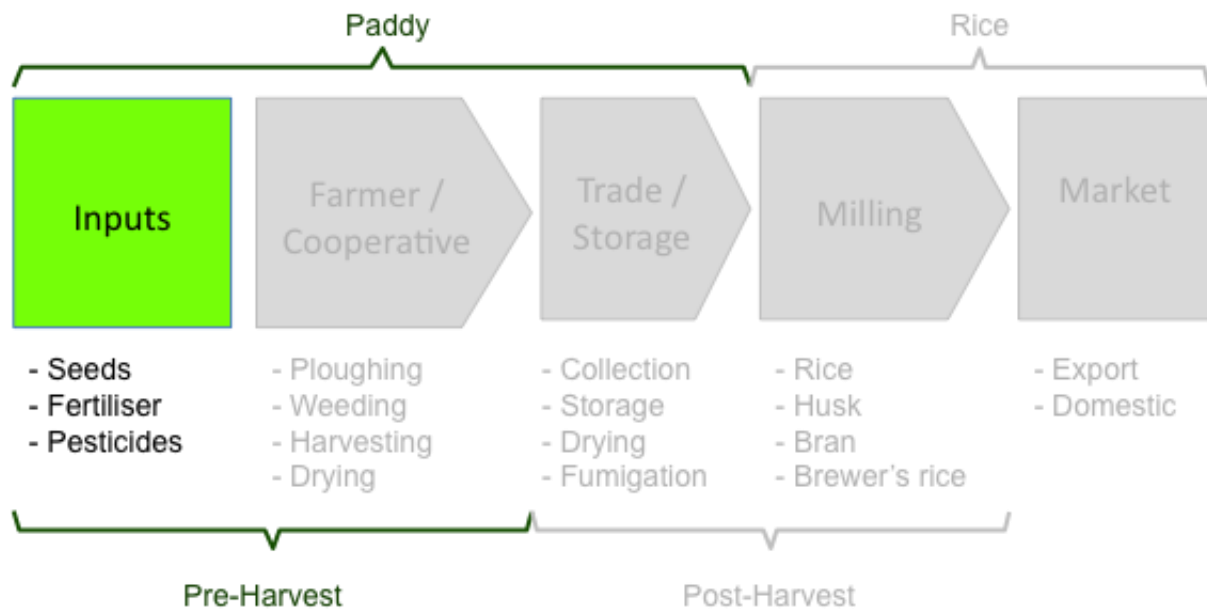 Paddy
Rice
Inputs
Farmer /
Cooperative
Trade /
Storage
Milling
Market
- Seeds
- Fertiliser
- Pesticides
- Ploughing
- Weeding
- Harvesting
- Drying
- Collection
- Storage
- Drying
- Fumigation
- Rice
- Husk
- Bran
- Brewer's rice
- Export
- Domestic
Pre-Harvest
Post-Harvest